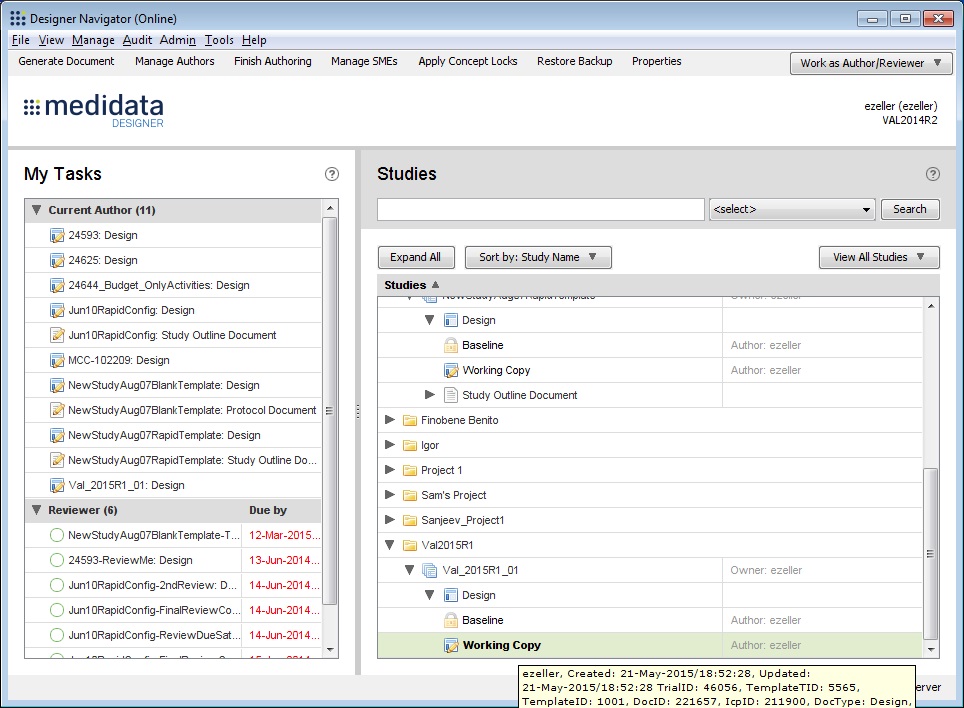 Designer Navigator (Online)
File View Manage Audit Admin Tools Help
Generate Document Manage Authors Finish Authoring Manage SMEs Apply Concept Locks Restore Backup Properties Work as Author/Reviewer
medidata
DESIGNER
ezeller (ezeller)
VAL2014R2
My Tasks
Current Author (11)
24593: Design
24625: Design
24644_Budget_OnlyActivities: Design
Jun10RapidConfig: Design
Jun10RapidConfig: Study Outline Document
MCC-102209: Design
NewStudyAug07BlankTemplate: Design
NewStudyAug07BlankTemplate: Protocol Document
NewStudyAug07RapidTemplate: Design
NewStudyAug07RapidTemplate: Study Outline Do...
Val_2015R1_01: Design
Reviewer (6) Due by
NewStudyAug07BlankTemplate-T... 12-Mar-2015...
24593-ReviewMe: Design 13-Jun-2014...
Jun10RapidConfig-2ndReview: D... 14-Jun-2014...
Jun10RapidConfig-FinalReviewCo... 14-Jun-2014...
Jun10RapidConfig-ReviewDueSat... 14-Jun-2014...
Studies
<select> Search
Expand All Sort by: Study Name View All Studies
Studies
NewStudyAug07RapidTemplate Owner: ezeller
Design
Baseline Author: ezeller
Working Copy Author: ezeller
Study Outline Document
Finobene Benito
Igor
Project 1
Sam's Project
Sanjeev_Project1
Val2015R1
Val_2015R1_01 Owner: ezeller
Design
Baseline Author: ezeller
Working Copy Author: ezeller
ezeller, Created: 21-May-2015/18:52:28, Updated:
21-May-2015/18:52:28 TrialID: 46056, TemplateTID: 5565,
TemplateID: 1001, DocID: 221657, IcpID: 211900, DocType: Design,
erver